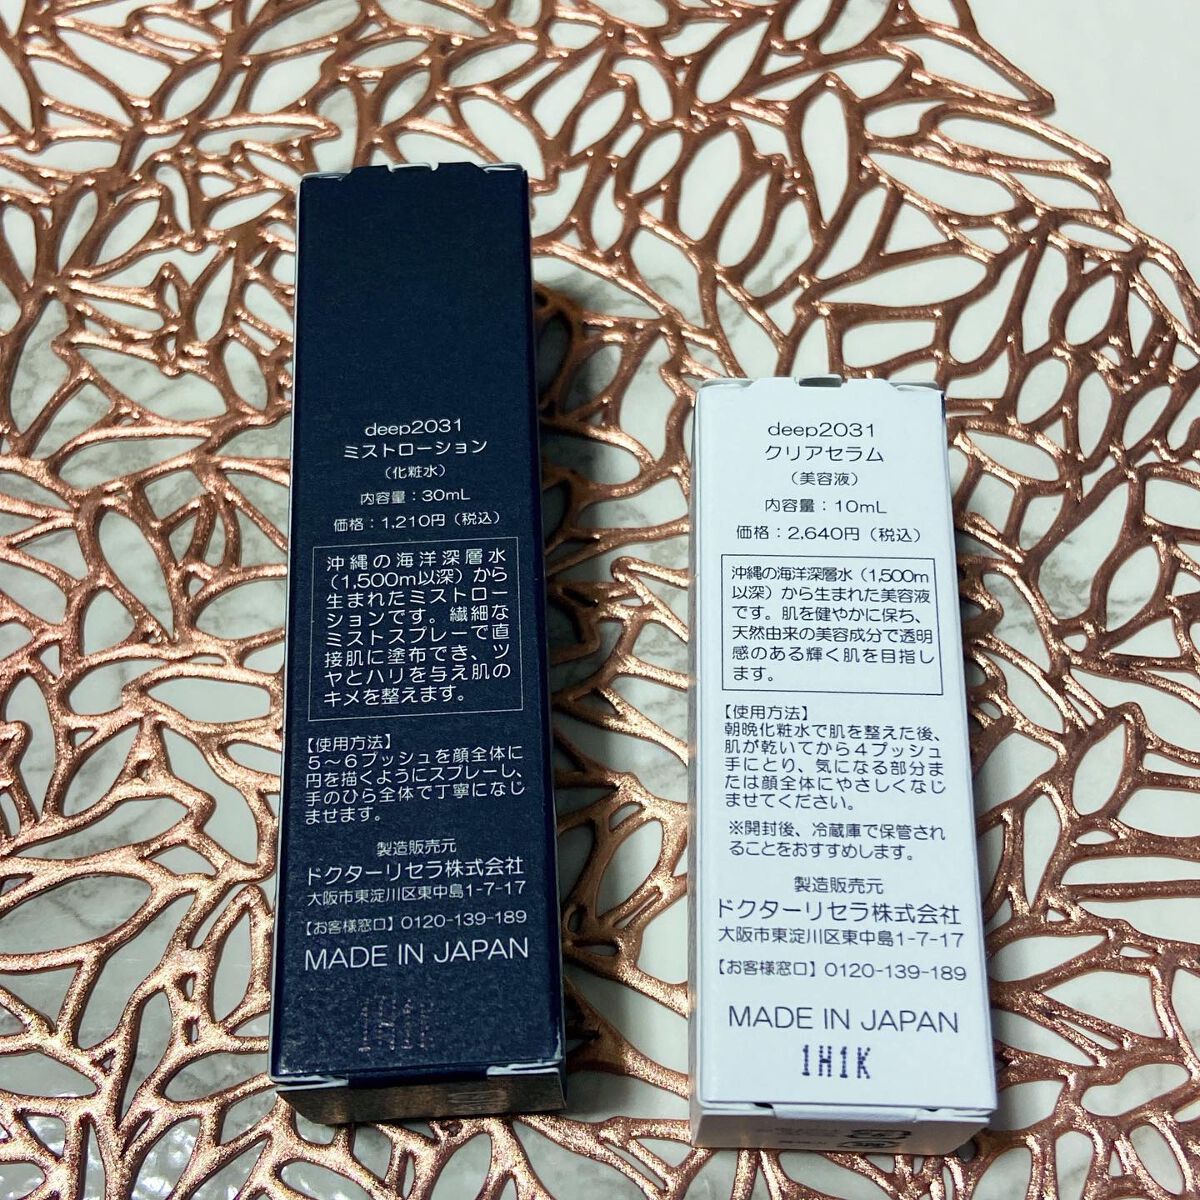 deep2031
ミストローション
（化粧水）
内容量：30mL
価格：1,210円（税込）
沖縄の海洋深層水
（1,500m以深）から
生まれたミストロー
ションです。繊細な
ミストスプレーで直
接肌に塗布でき、ツ
ヤとハリを与え肌の
キメを整えます。
【使用方法】
5〜6プッシュを顔全体に
円を描くようにスプレーし、
手のひら全体で丁寧になじ
ませます。
製造販売元
ドクターリセラ株式会社
大阪市東淀川区東中島1-7-17
【お客様窓口】0120-139-189
MADE IN JAPAN
deep2031
クリアセラム
（美容液）
内容量：10mL
価格：2,640円（税込）
沖縄の海洋深層水（1,500m
以深）から生まれた美容液
です。肌を健やかに保ち、
天然由来の美容成分で透明
感のある輝く肌を目指し
ます。
【使用方法】
朝晩化粧水で肌を整えた後、
肌が乾いてから4プッシュ
手にとり、気になる部分ま
たは顔全体にやさしくなじ
ませてください。
※開封後、冷蔵庫で保管され
ることをおすすめします。
製造販売元
ドクターリセラ株式会社
大阪市東淀川区東中島1-7-17
【お客様窓口】0120-139-189
MADE IN JAPAN
1H1K